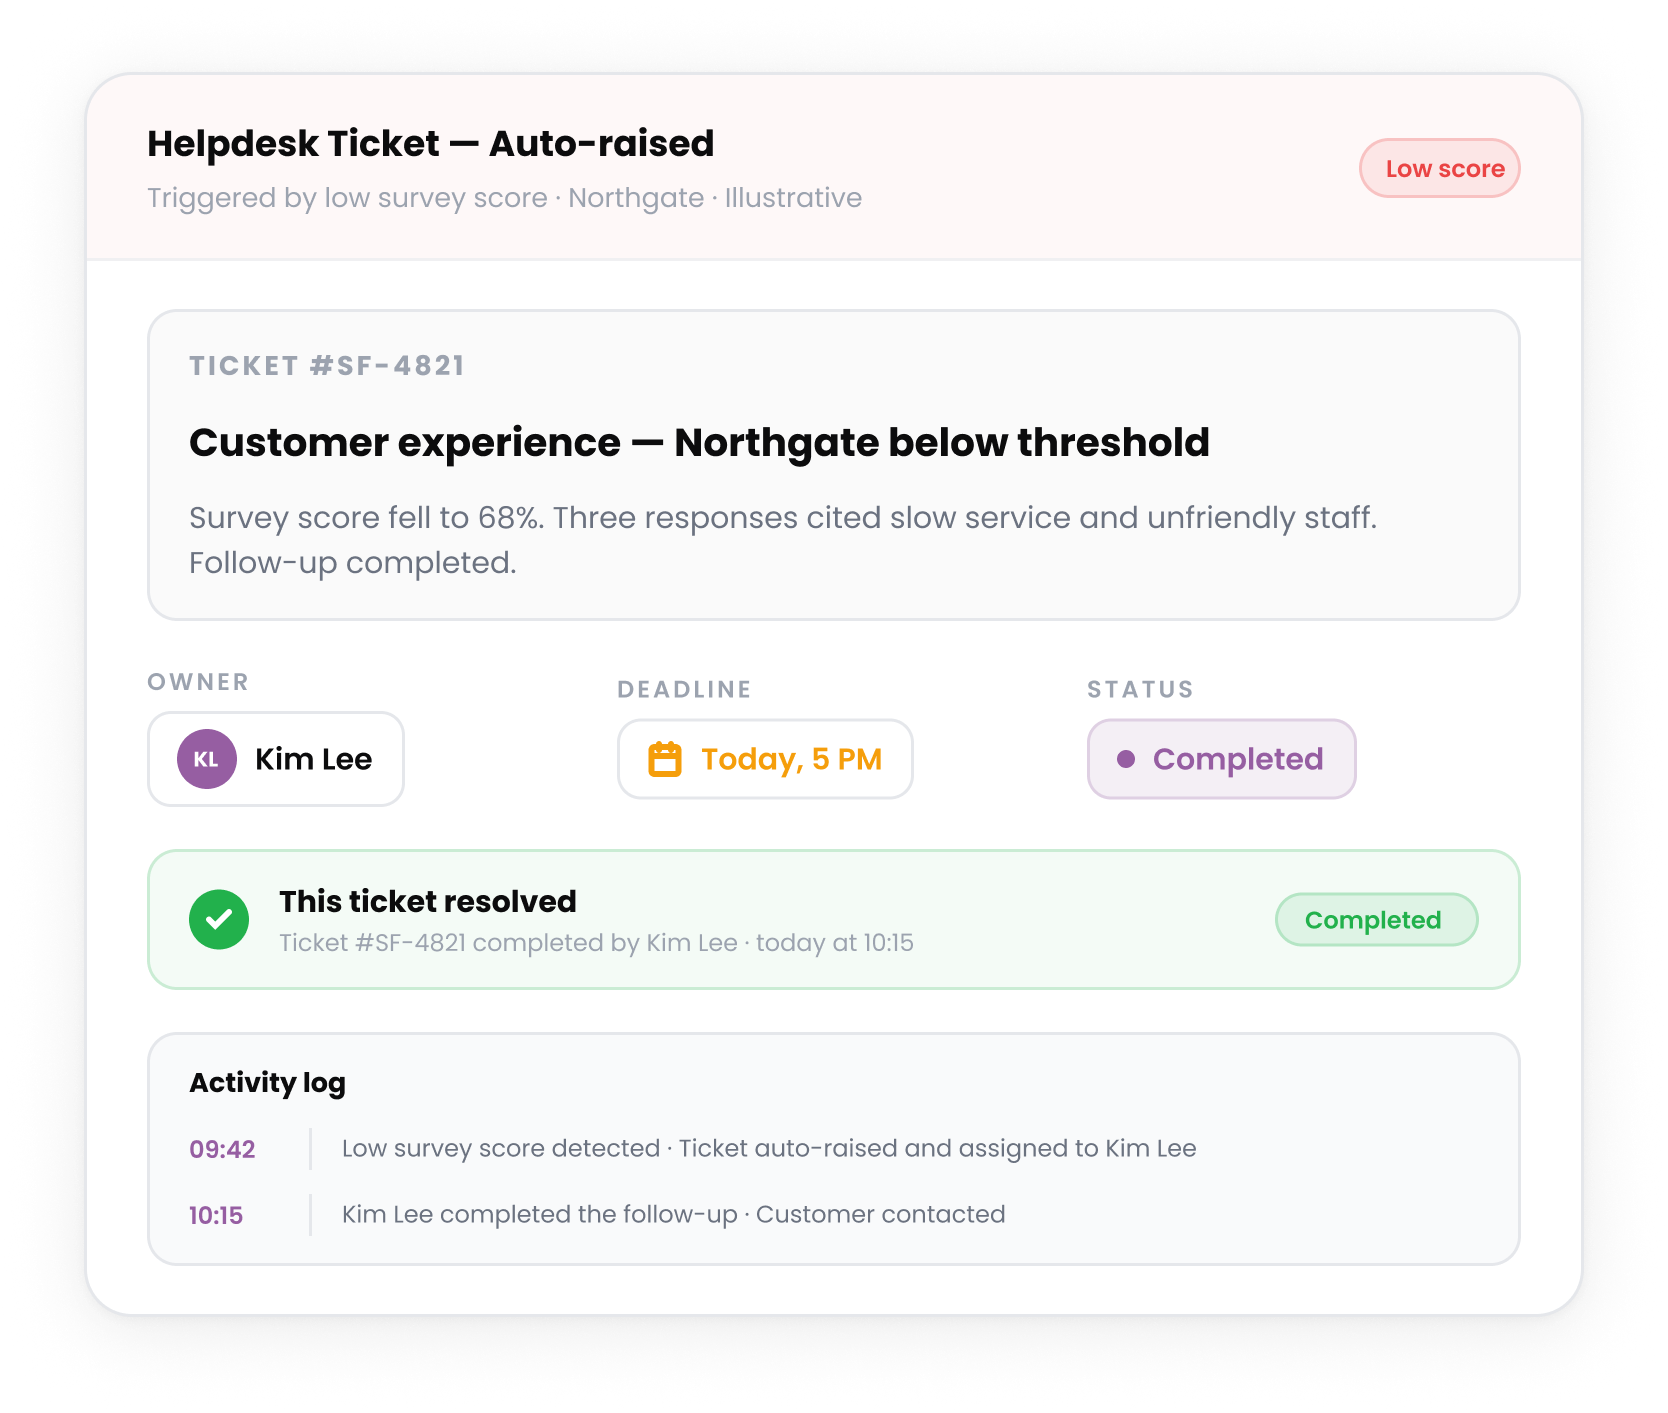 Helpdesk Ticket — Auto-raised
Triggered by low survey score · Northgate · Illustrative
Low score
TICKET #SF-4821
Customer experience — Northgate below threshold
Survey score fell to 68%. Three responses cited slow service and unfriendly staff.
Follow-up completed.
OWNER
KL Kim Lee
DEADLINE
Today, 5 PM
STATUS
Completed
This ticket resolved
Ticket #SF-4821 completed by Kim Lee · today at 10:15
Completed
Activity log
09:42 Low survey score detected · Ticket auto-raised and assigned to Kim Lee
10:15 Kim Lee completed the follow-up · Customer contacted